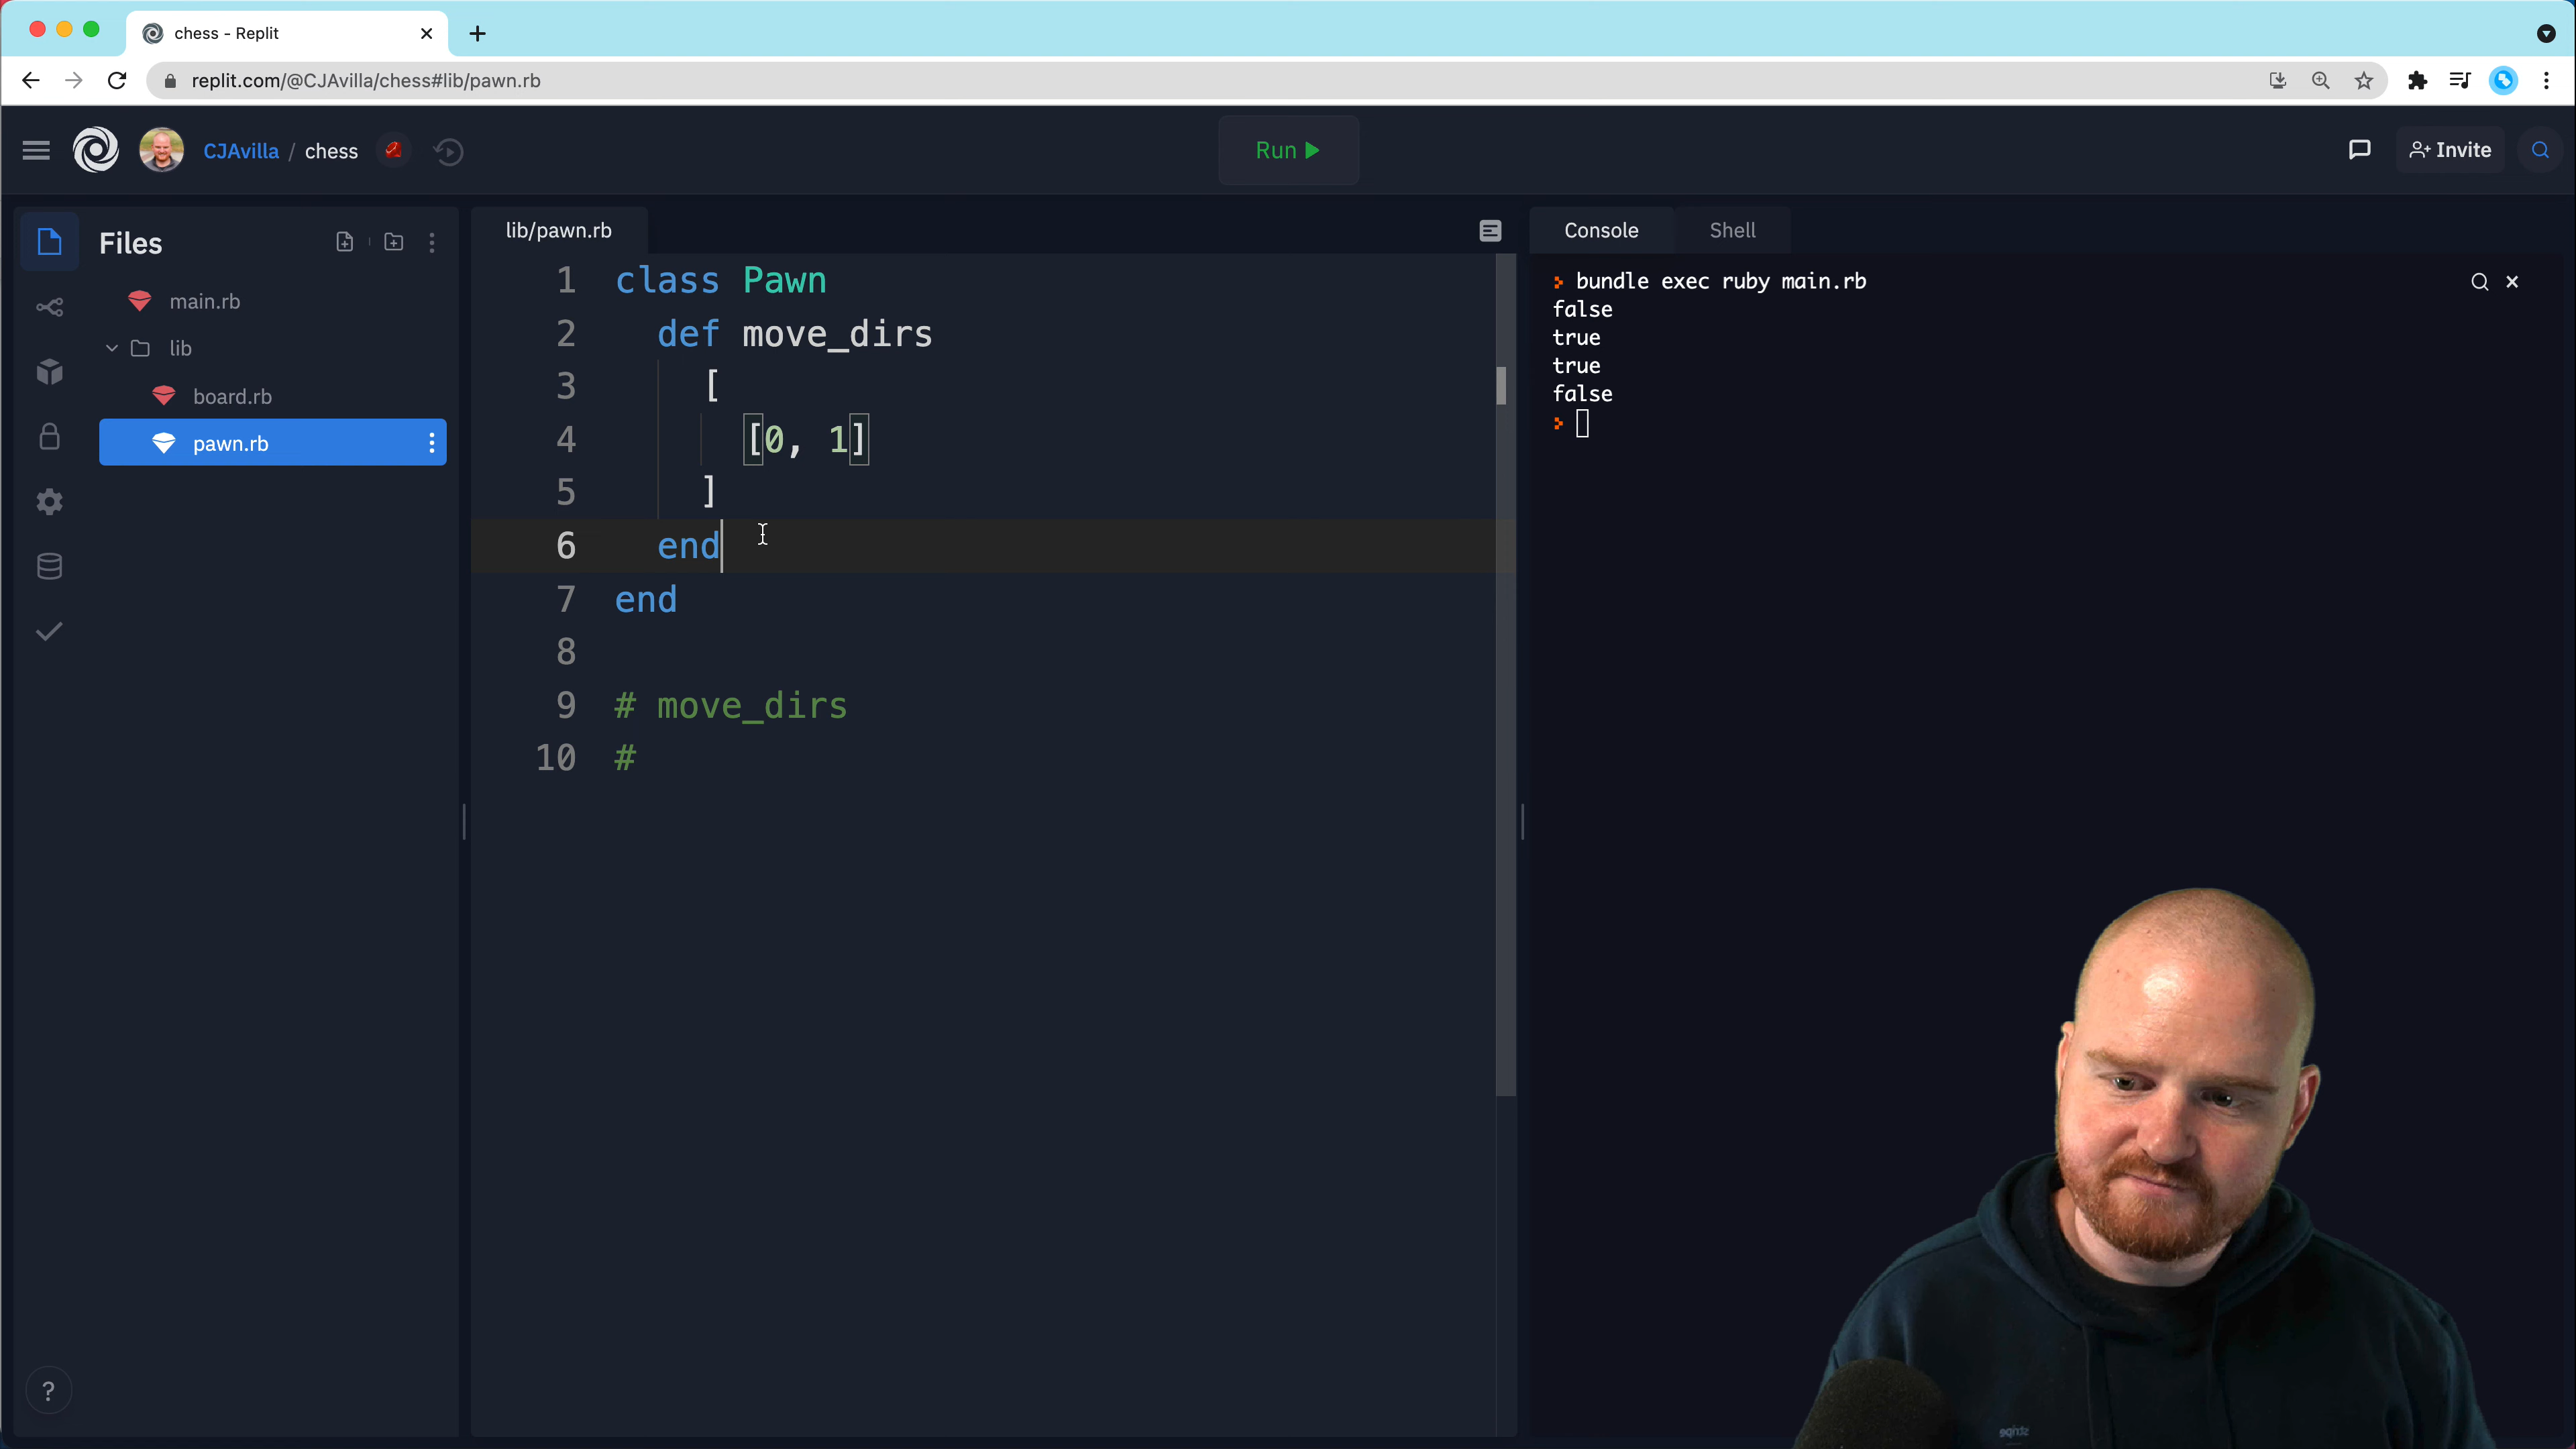 chess - Replit
replit.com/@CJAvilla/chess#lib/pawn.rb
CJAvilla / chess
Run
Invite
Files
main.rb
lib
board.rb
pawn.rb
lib/pawn.rb
1 class Pawn
2 def move_dirs
3 [
4 [0, 1]
5 ]
6 end
7 end
8
9 # move_dirs
10 #
Console
Shell
bundle exec ruby main.rb
false
true
true
false
?
stripe